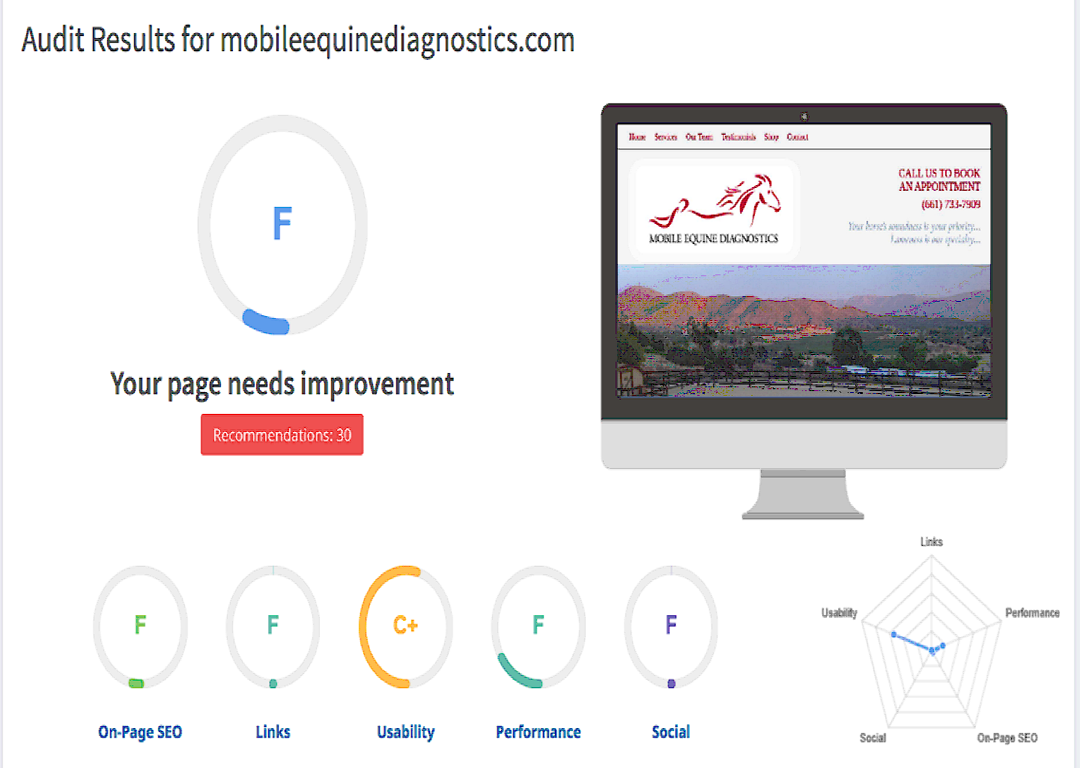 Audit Results for mobileequinediagnostics.com
F
Your page needs improvement
Recommendations: 30
Home Services Our Team Testimonials Shop Contact
CALL US TO BOOK
AN APPOINTMENT
(661) 733-7909
Your horse's soundness is your priority...
Lameness is our specialty...
MOBILE EQUINE DIAGNOSTICS
F
F
C+
F
F
On-Page SEO
Links
Usability
Performance
Social
Links
Usability
Performance
Social
On-Page SEO